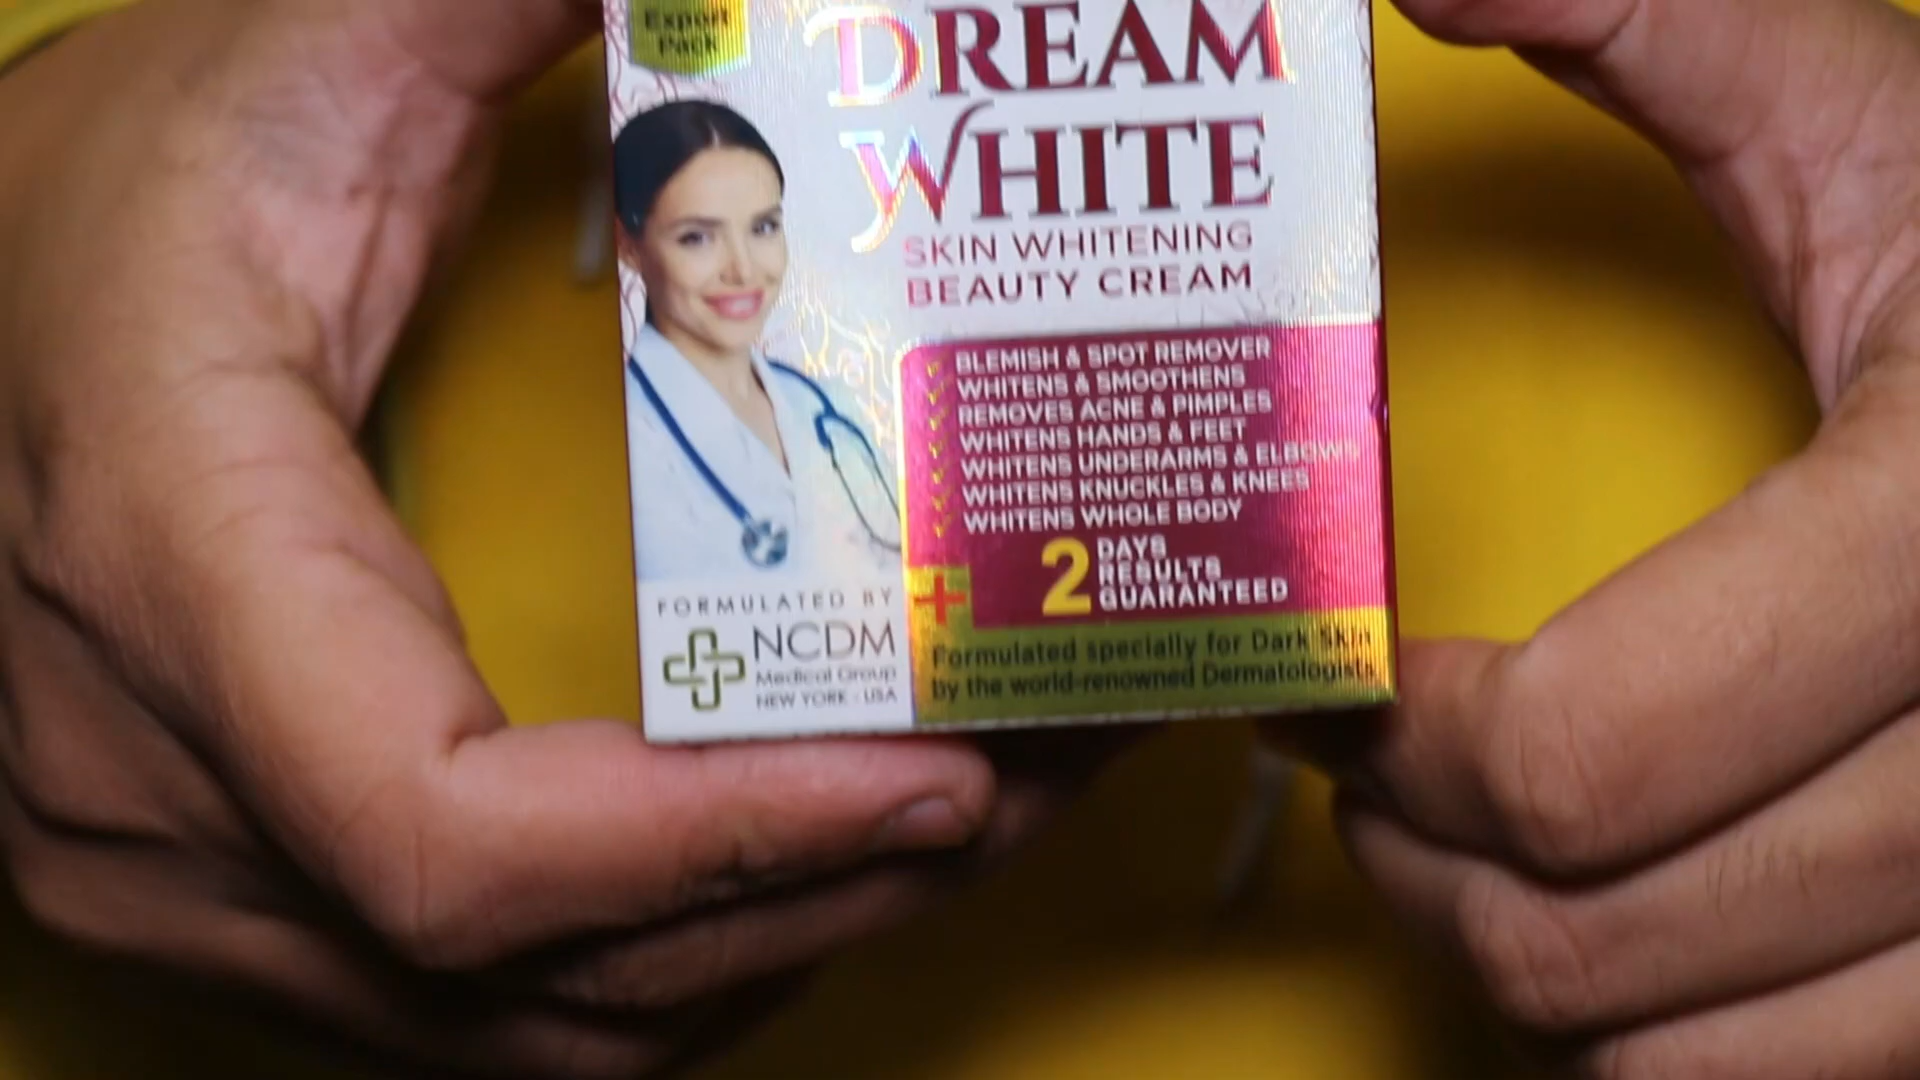 Export
Pack
DREAM
WHITE
SKIN WHITENING
BEAUTY CREAM
BLEMISH & SPOT REMOVER
WHITENS & SMOOTHENS
REMOVES ACNE & PIMPLES
WHITENS HANDS & FEET
WHITENS UNDERARMS & ELBOWS
WHITENS KNUCKLES & KNEES
WHITENS WHOLE BODY
2 DAYS
RESULTS
GUARANTEED
FORMULATED BY
NCDM
Medical Group
NEW YORK - USA
Formulated specially for Dark Skin
by the world-renowned Dermatologists